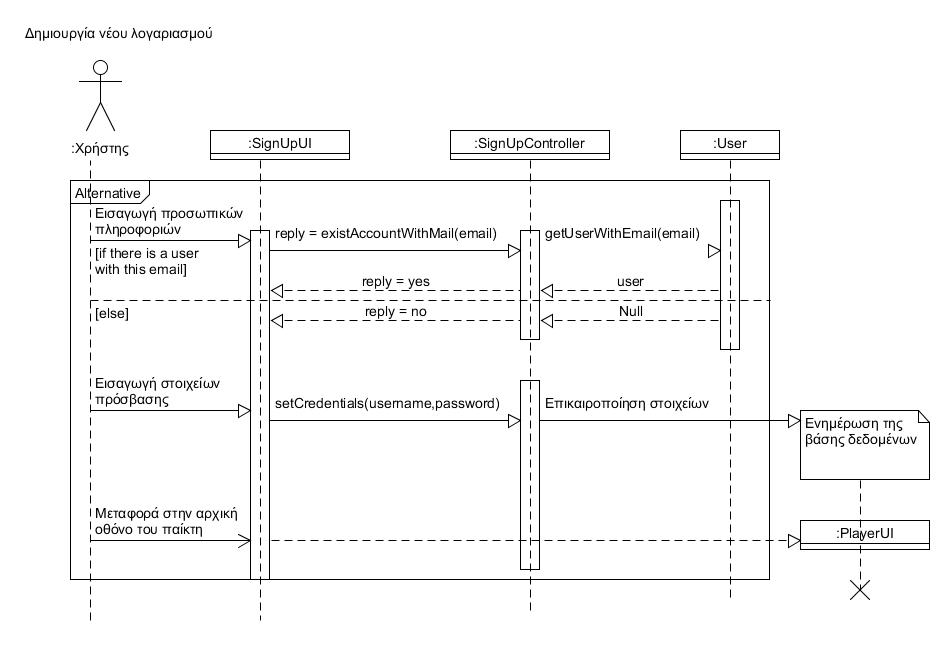 Δημιουργία νέου λογαριασμού
:Χρήστης
:SignUpUI
:SignUpController
:User
Alternative
Εισαγωγή προσωπικών
πληροφοριών
reply = existAccountWithMail(email)
getUserWithEmail(email)
[if there is a user
with this email]
reply = yes
user
[else]
reply = no
Null
Εισαγωγή στοιχείων
πρόσβασης
setCredentials(username,password)
Επικαιροποίηση στοιχείων
Ενημέρωση της
βάσης δεδομένων
Μεταφορά στην αρχική
οθόνο του παίκτη
:PlayerUI